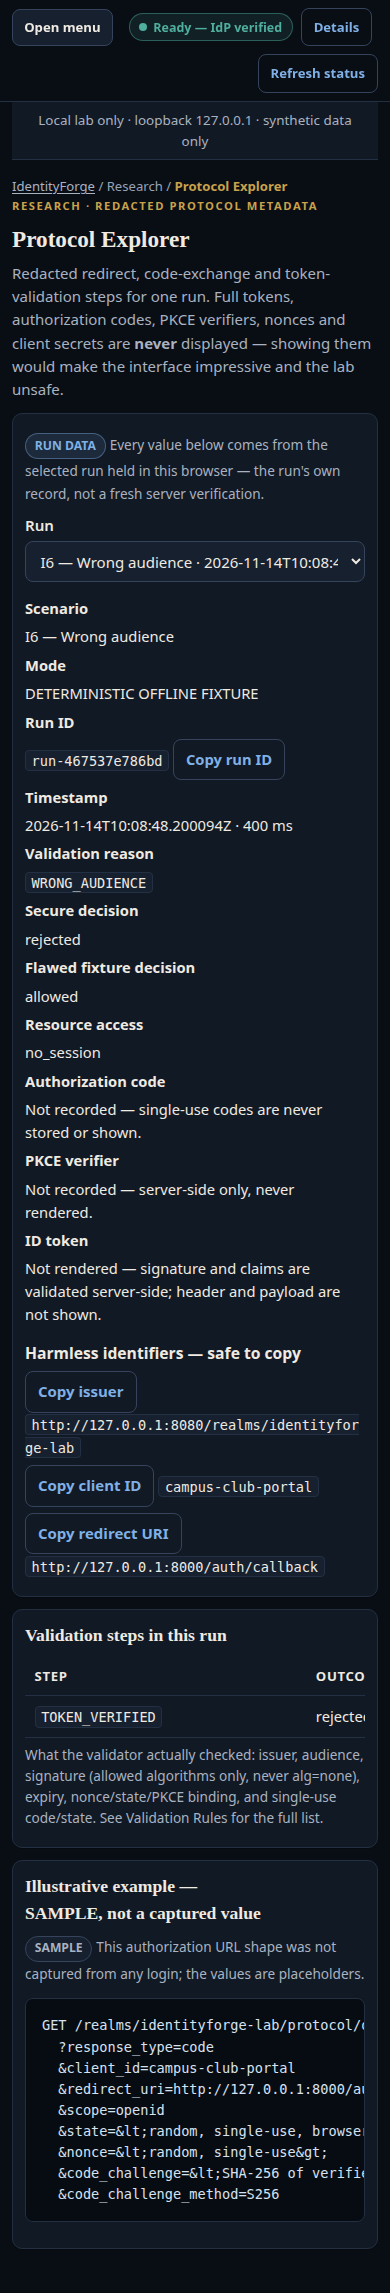 Open menu
Ready — IdP verified
Details
Refresh status
Local lab only · loopback 127.0.0.1 · synthetic data
only
IdentityForge / Research / Protocol Explorer
RESEARCH · REDACTED PROTOCOL METADATA
Protocol Explorer
Redacted redirect, code-exchange and token-
validation steps for one run. Full tokens,
authorization codes, PKCE verifiers, nonces and
client secrets are never displayed — showing them
would make the interface impressive and the lab
unsafe.
RUN DATA Every value below comes from the
selected run held in this browser — the run's own
record, not a fresh server verification.
Run
I6 — Wrong audience · 2026-11-14T10:08:4
Scenario
I6 — Wrong audience
Mode
DETERMINISTIC OFFLINE FIXTURE
Run ID
run-467537e786bd Copy run ID
Timestamp
2026-11-14T10:08:48.200094Z · 400 ms
Validation reason
WRONG_AUDIENCE
Secure decision
rejected
Flawed fixture decision
allowed
Resource access
no_session
Authorization code
Not recorded — single-use codes are never
stored or shown.
PKCE verifier
Not recorded — server-side only, never
rendered.
ID token
Not rendered — signature and claims are
validated server-side; header and payload are
not shown.
Harmless identifiers — safe to copy
Copy issuer
http://127.0.0.1:8080/realms/identityfor
ge-lab
Copy client ID campus-club-portal
Copy redirect URI
http://127.0.0.1:8000/auth/callback
Validation steps in this run
STEP OUTCO
TOKEN_VERIFIED rejected
What the validator actually checked: issuer, audience,
signature (allowed algorithms only, never alg=none),
expiry, nonce/state/PKCE binding, and single-use
code/state. See Validation Rules for the full list.
Illustrative example —
SAMPLE, not a captured value
SAMPLE This authorization URL shape was not
captured from any login; the values are placeholders.
GET /realms/identityforge-lab/protocol/o
?response_type=code
&client_id=campus-club-portal
&redirect_uri=http://127.0.0.1:8000/au
&scope=openid
&state=&lt;random, single-use, browser
&nonce=&lt;random, single-use&gt;
&code_challenge=&lt;SHA-256 of verifie
&code_challenge_method=S256